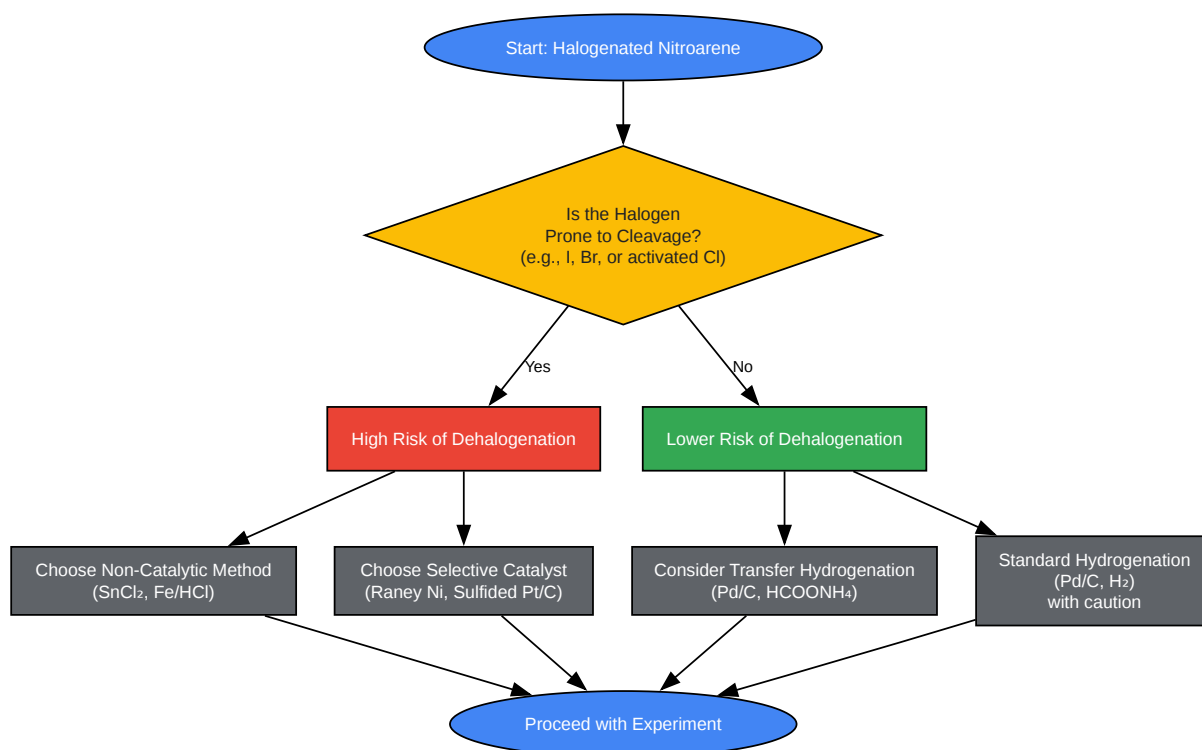 Start: Halogenated Nitroarene
Is the Halogen
Prone to Cleavage?
(e.g., I, Br, or activated Cl)
Yes
No
High Risk of Dehalogenation
Lower Risk of Dehalogenation
Choose Non-Catalytic Method
(SnCl₂, Fe/HCl)
Choose Selective Catalyst
(Raney Ni, Sulfided Pt/C)
Consider Transfer Hydrogenation
(Pd/C, HCOONH₄)
Standard Hydrogenation
(Pd/C, H₂)
with caution
Proceed with Experiment